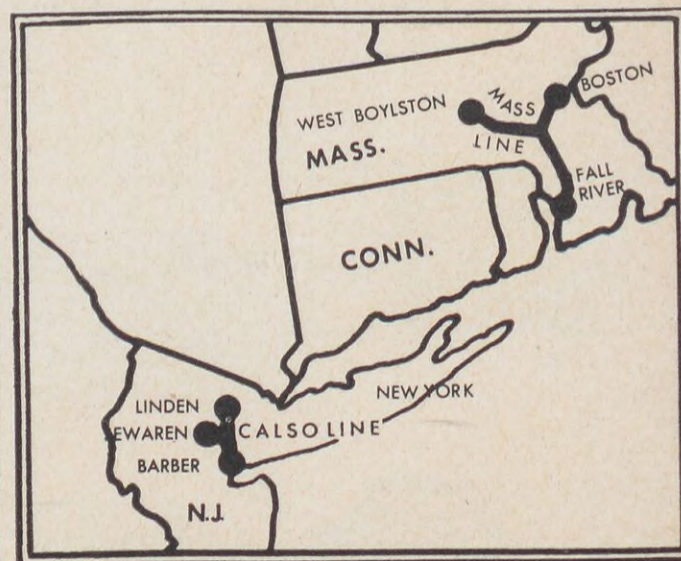 BOSTON
WEST BOYLSTON
MASS
LINE
MASS.
FALL
RIVER
CONN.
NEW YORK
LINDEN
EWAREN
CALSO LINE
BARBER
N.J.